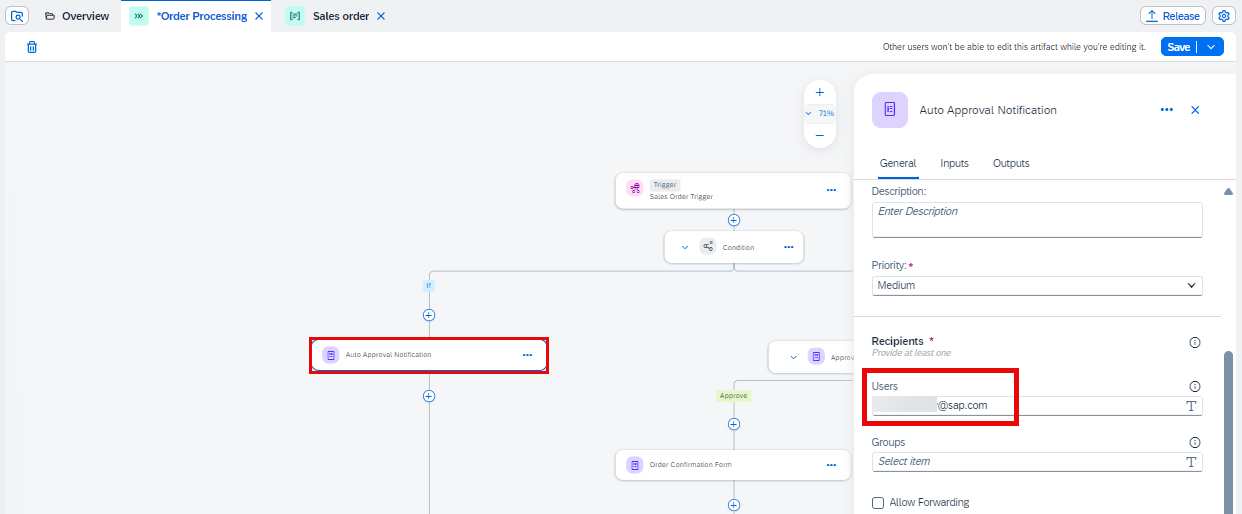 Overview
*Order Processing
Sales order
Release
Other users won't be able to edit this artifact while you're editing it.
Save
71%
Trigger
Sales Order Trigger
Condition
If
Auto Approval Notification
Approve
Order Confirmation Form
Auto Approval Notification
General Inputs Outputs
Description:
Enter Description
Priority:*
Medium
Recipients *
Provide at least one
Users
@sap.com
Groups
Select item
Allow Forwarding